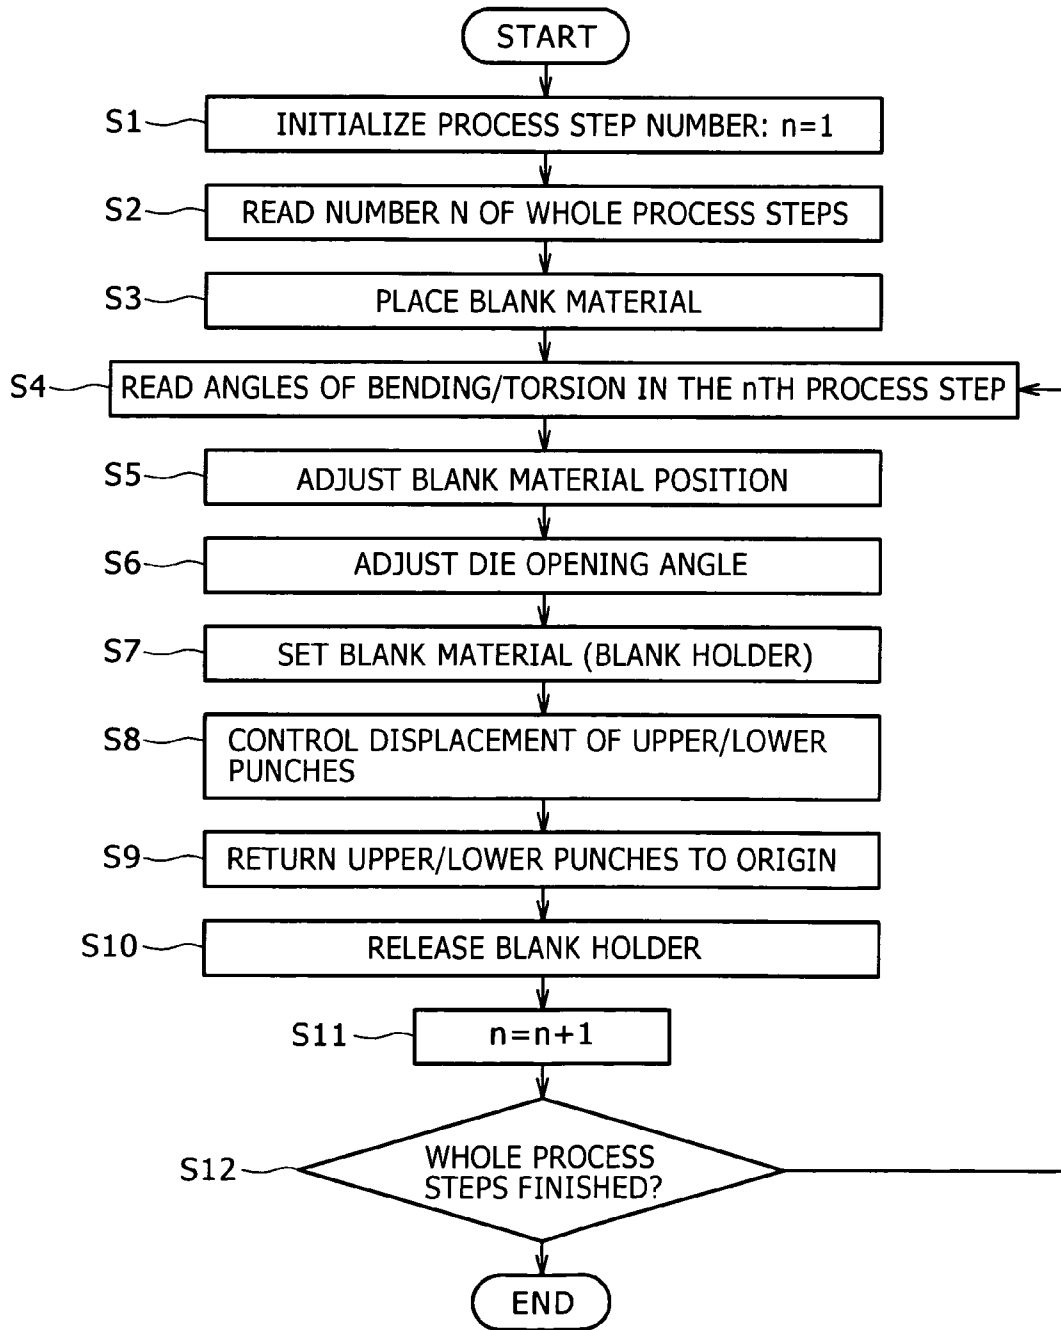 START
S1 INITIALIZE PROCESS STEP NUMBER: n=1
S2 READ NUMBER N OF WHOLE PROCESS STEPS
S3 PLACE BLANK MATERIAL
S4 READ ANGLES OF BENDING/TORSION IN THE nTH PROCESS STEP
S5 ADJUST BLANK MATERIAL POSITION
S6 ADJUST DIE OPENING ANGLE
S7 SET BLANK MATERIAL (BLANK HOLDER)
S8 CONTROL DISPLACEMENT OF UPPER/LOWER
PUNCHES
S9 RETURN UPPER/LOWER PUNCHES TO ORIGIN
S10 RELEASE BLANK HOLDER
S11 n=n+1
S12 WHOLE PROCESS
STEPS FINISHED?
END